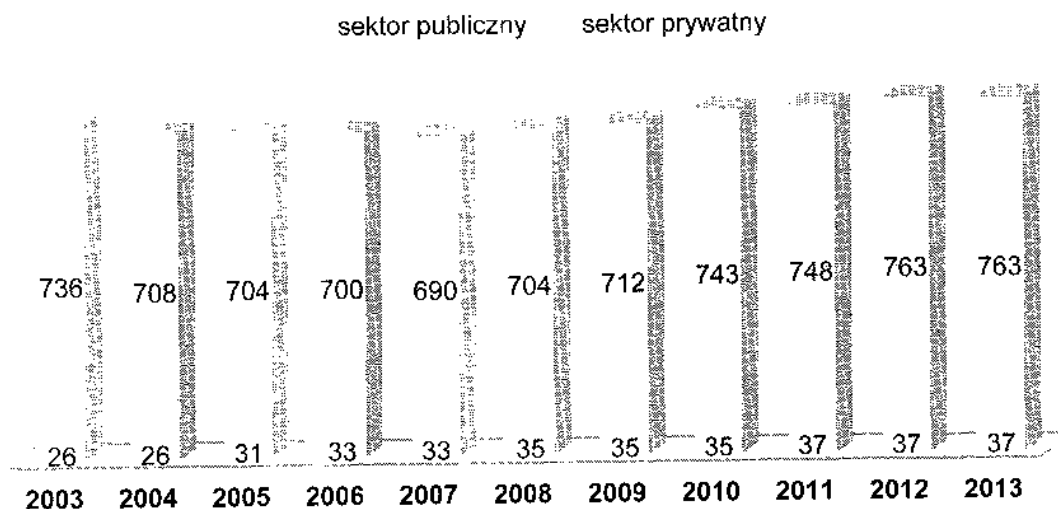 sektor publiczny sektor prywatny
736 708 704 700 690 704 712 743 748 763 763
26 26 31 33 33 35 35 35 37 37 37
2003 2004 2005 2006 2007 2008 2009 2010 2011 2012 2013